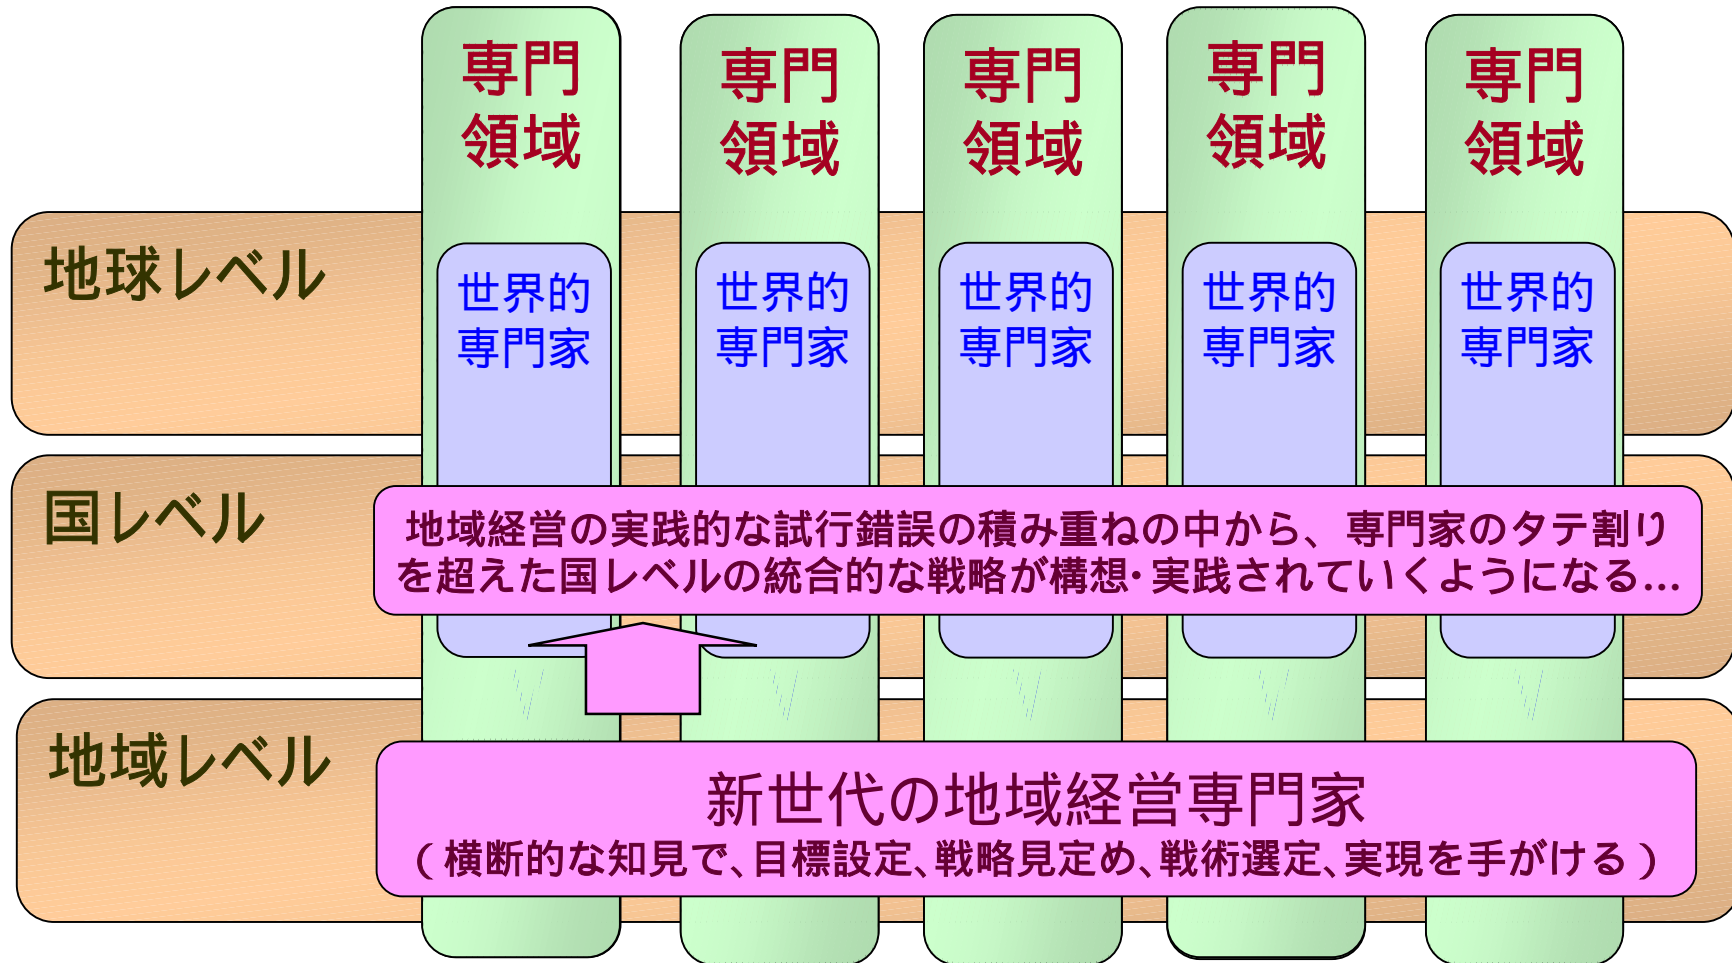 専門
領域
専門
領域
専門
領域
専門
領域
専門
領域
地球レベル
世界的
専門家
世界的
専門家
世界的
専門家
世界的
専門家
世界的
専門家
国レベル
地域経営の実践的な試行錯誤の積み重ねの中から、専門家のタテ割り
を超えた国レベルの統合的な戦略が構想・実践されていくようになる…
地域レベル
新世代の地域経営専門家
（横断的な知見で、目標設定、戦略見定め、戦術選定、実現を手がける）